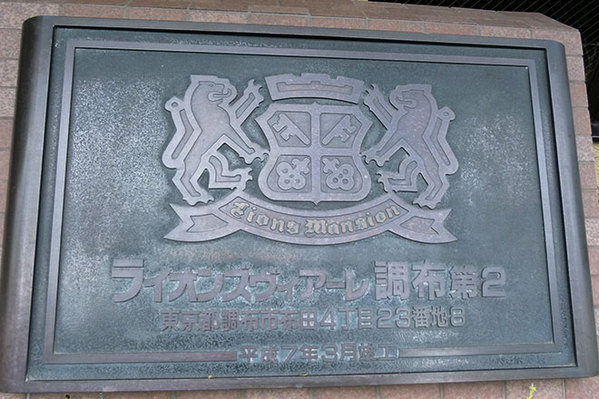 Lions Mansion
ライオンズヴィアーレ調布第2
東京都調布市布田4丁目23番地8
平成7年3月竣工